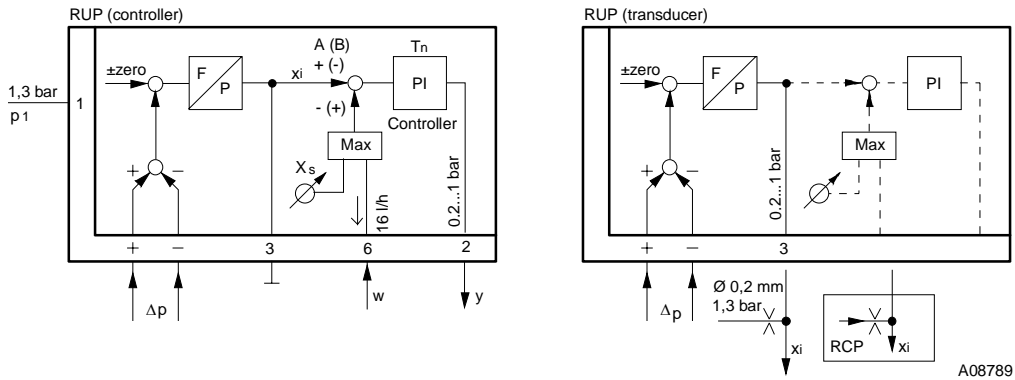 RUP (controller)
1,3 bar
p1
1
±zero
F
P
xi
A (B)
+ (-)
- (+)
Tn
PI
Controller
Max
Xs
16 l/h
0.2...1 bar
+
−
+
−
3
6
2
Δp
w
y
RUP (transducer)
±zero
F
P
PI
Max
0.2...1 bar
+
−
+
−
3
Δp
Ø 0,2 mm
1,3 bar
xi
RCP
xi
A08789